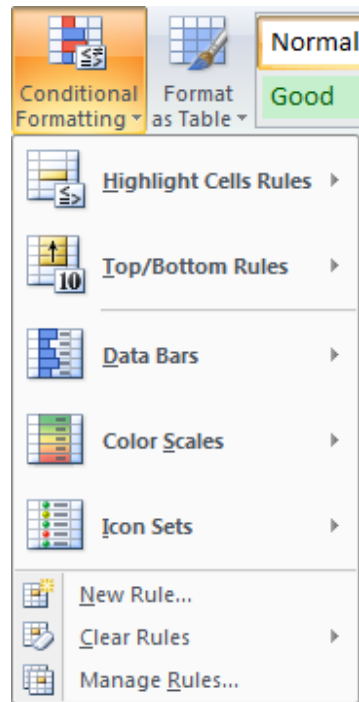 Normal
Conditional Formatting
Format as Table
Good
≤≥
Highlight Cells Rules
≤>
Top/Bottom Rules
10
Data Bars
Color Scales
Icon Sets
New Rule...
Clear Rules
Manage Rules...